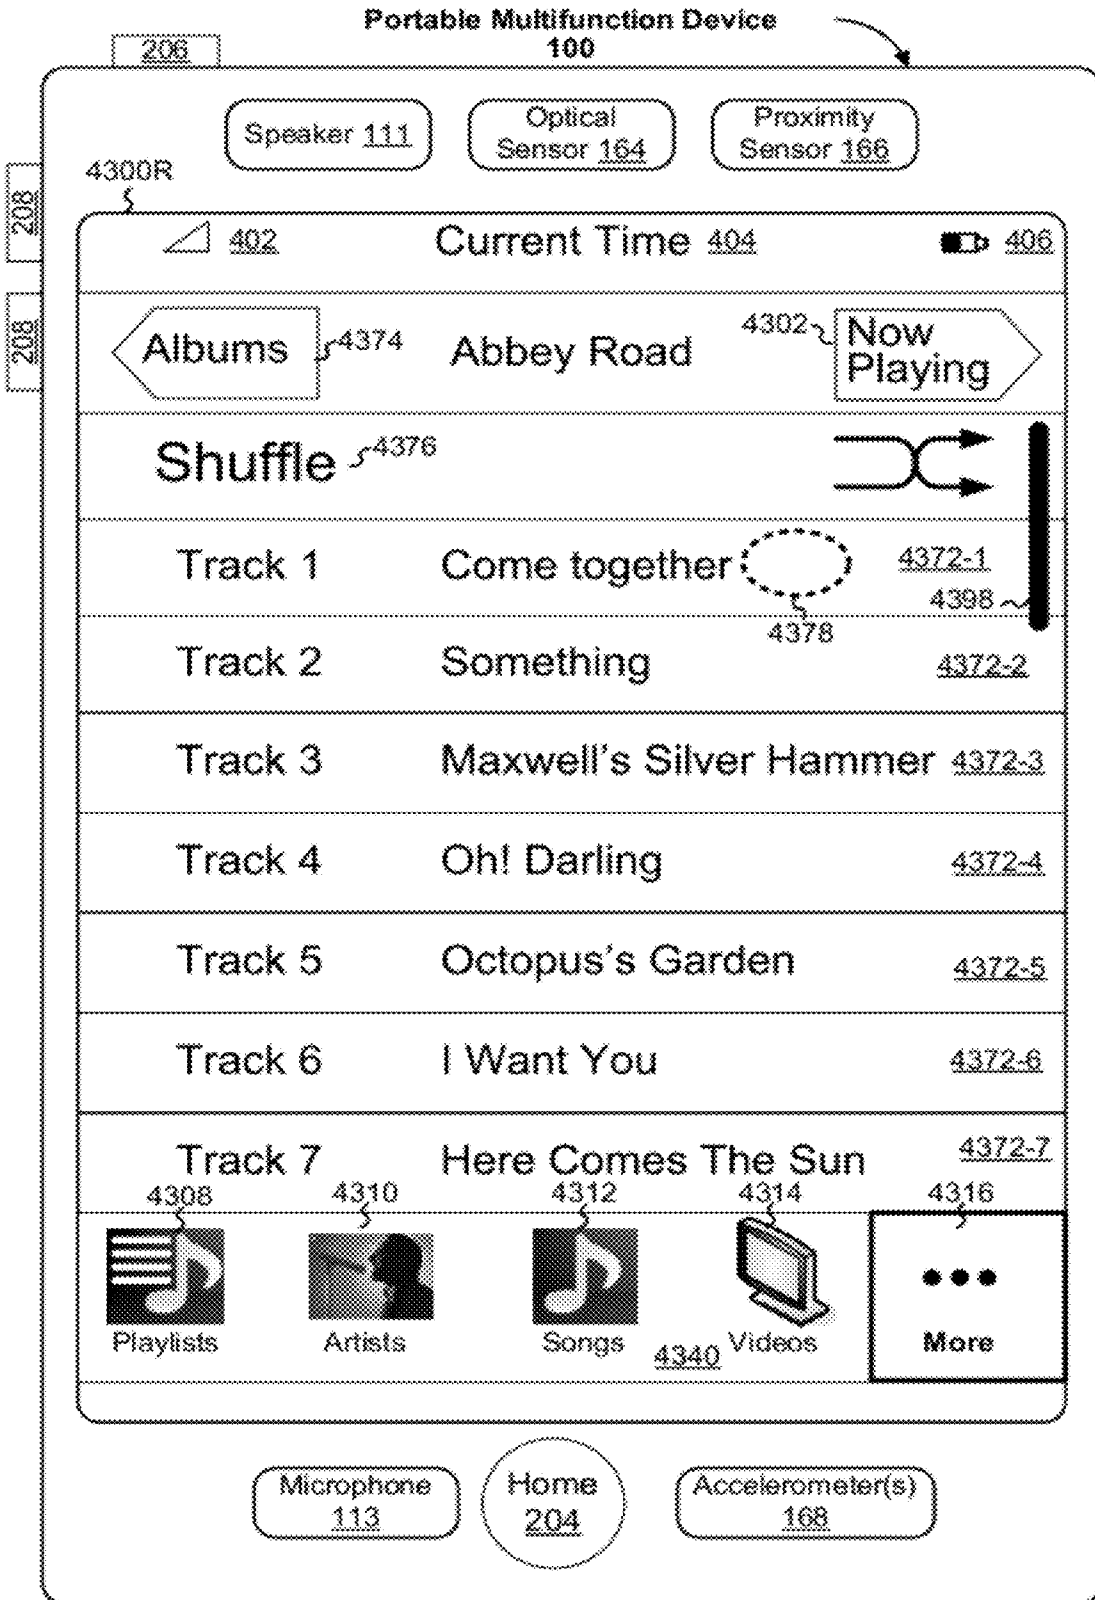 Portable Multifunction Device
100
206
Speaker 111
Optical
Sensor 164
Proximity
Sensor 166
4300R
208
208
402
Current Time 404
406
Albums
4374
Abbey Road
4302
Now
Playing
Shuffle
4376
Track 1 Come together 4372-1
4398
4378
Track 2 Something 4372-2
Track 3 Maxwell's Silver Hammer 4372-3
Track 4 Oh! Darling 4372-4
Track 5 Octopus's Garden 4372-5
Track 6 I Want You 4372-6
Track 7 Here Comes The Sun 4372-7
4308 4310 4312 4314 4316
Playlists Artists Songs 4340 Videos More
Microphone
113
Home
204
Accelerometer(s)
168